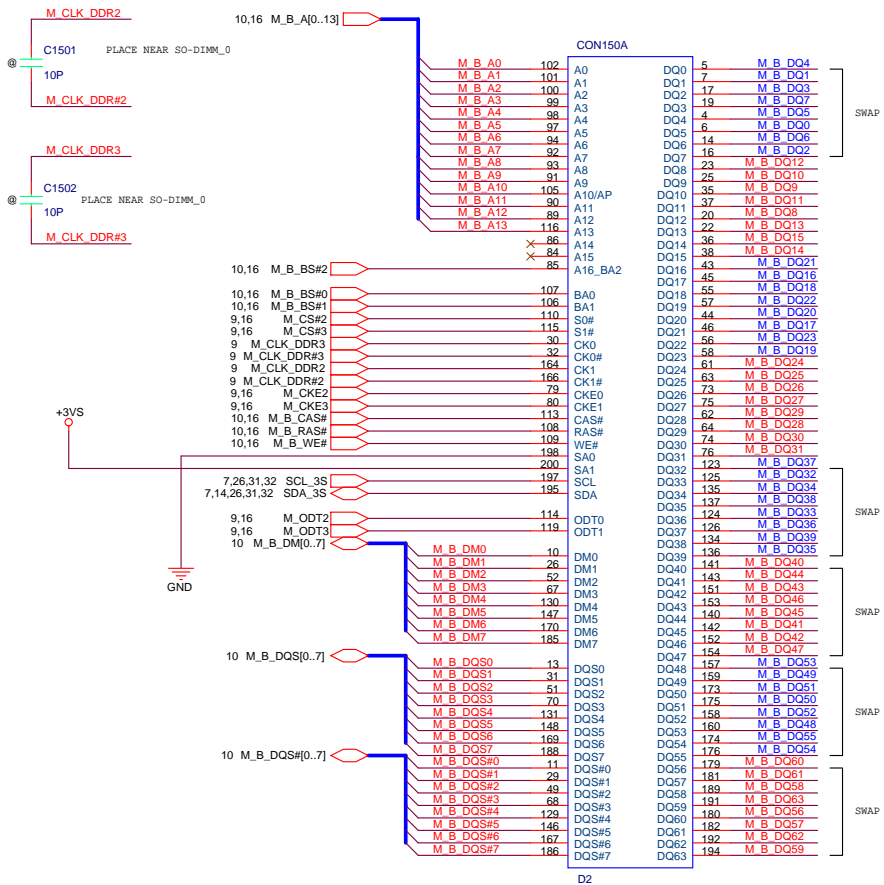 M_CLK_DDR2
@ C1501 PLACE NEAR SO-DIMM_0
10P
M_CLK_DDR#2
M_CLK_DDR3
@ C1502 PLACE NEAR SO-DIMM_0
10P
M_CLK_DDR#3
10,16 M_B_A[0..13]
CON150A
M_B_A0 102 A0 DQ0 5 M_B_DQ4
M_B_A1 101 A1 DQ1 7 M_B_DQ1
M_B_A2 100 A2 DQ2 17 M_B_DQ3
M_B_A3 99 A3 DQ3 19 M_B_DQ7
M_B_A4 98 A4 DQ4 4 M_B_DQ5
M_B_A5 97 A5 DQ5 6 M_B_DQ0
M_B_A6 94 A6 DQ6 14 M_B_DQ6
M_B_A7 92 A7 DQ7 16 M_B_DQ2
SWAP
M_B_A8 93 A8 DQ8 23 M_B_DQ12
M_B_A9 91 A9 DQ9 25 M_B_DQ10
M_B_A10 105 A10/AP DQ10 35 M_B_DQ9
M_B_A11 90 A11 DQ11 37 M_B_DQ11
M_B_A12 89 A12 DQ12 20 M_B_DQ8
M_B_A13 116 A13 DQ13 22 M_B_DQ13
86 A14 DQ14 36 M_B_DQ15
84 A15 DQ15 38 M_B_DQ14
10,16 M_B_BS#2 85 A16_BA2 DQ16 43 M_B_DQ21
DQ17 45 M_B_DQ16
10,16 M_B_BS#0 107 BA0 DQ18 55 M_B_DQ18
10,16 M_B_BS#1 106 BA1 DQ19 57 M_B_DQ22
9,16 M_CS#2 110 S0# DQ20 44 M_B_DQ20
9,16 M_CS#3 115 S1# DQ21 46 M_B_DQ17
9 M_CLK_DDR3 30 CK0 DQ22 56 M_B_DQ23
9 M_CLK_DDR#3 32 CK0# DQ23 58 M_B_DQ19
9 M_CLK_DDR2 164 CK1 DQ24 61 M_B_DQ24
9 M_CLK_DDR#2 166 CK1# DQ25 63 M_B_DQ25
9,16 M_CKE2 79 CKE0 DQ26 73 M_B_DQ26
9,16 M_CKE3 80 CKE1 DQ27 75 M_B_DQ27
10,16 M_B_CAS# 113 CAS# DQ28 62 M_B_DQ29
10,16 M_B_RAS# 108 RAS# DQ29 64 M_B_DQ28
10,16 M_B_WE# 109 WE# DQ30 74 M_B_DQ30
+3VS
198 SA0 DQ31 76 M_B_DQ31
200 SA1 DQ32 123 M_B_DQ37
7,26,31,32 SCL_3S 197 SCL DQ33 125 M_B_DQ32
7,14,26,31,32 SDA_3S 195 SDA DQ34 135 M_B_DQ34
DQ35 137 M_B_DQ38
9,16 M_ODT2 114 ODT0 DQ36 124 M_B_DQ33
9,16 M_ODT3 119 ODT1 DQ37 126 M_B_DQ36
SWAP
10 M_B_DM[0..7] DQ38 134 M_B_DQ39
M_B_DM0 10 DM0 DQ39 136 M_B_DQ35
M_B_DM1 26 DM1 DQ40 141 M_B_DQ40
M_B_DM2 52 DM2 DQ41 143 M_B_DQ44
GND
M_B_DM3 67 DM3 DQ42 151 M_B_DQ43
M_B_DM4 130 DM4 DQ43 153 M_B_DQ46
M_B_DM5 147 DM5 DQ44 140 M_B_DQ45
M_B_DM6 170 DM6 DQ45 142 M_B_DQ41
M_B_DM7 185 DM7 DQ46 152 M_B_DQ42
SWAP
10 M_B_DQS[0..7] DQ47 154 M_B_DQ47
M_B_DQS0 13 DQS0 DQ48 157 M_B_DQ53
M_B_DQS1 31 DQS1 DQ49 159 M_B_DQ49
M_B_DQS2 51 DQS2 DQ50 173 M_B_DQ51
M_B_DQS3 70 DQS3 DQ51 175 M_B_DQ50
M_B_DQS4 131 DQS4 DQ52 158 M_B_DQ52
M_B_DQS5 148 DQS5 DQ53 160 M_B_DQ48
M_B_DQS6 169 DQS6 DQ54 174 M_B_DQ55
M_B_DQS7 188 DQS7 DQ55 176 M_B_DQ54
SWAP
10 M_B_DQS#[0..7]
M_B_DQS#0 11 DQS#0 DQ56 179 M_B_DQ60
M_B_DQS#1 29 DQS#1 DQ57 181 M_B_DQ61
M_B_DQS#2 49 DQS#2 DQ58 189 M_B_DQ58
M_B_DQS#3 68 DQS#3 DQ59 191 M_B_DQ63
M_B_DQS#4 129 DQS#4 DQ60 180 M_B_DQ56
M_B_DQS#5 146 DQS#5 DQ61 182 M_B_DQ57
M_B_DQS#6 167 DQS#6 DQ62 192 M_B_DQ62
M_B_DQS#7 186 DQS#7 DQ63 194 M_B_DQ59
SWAP
D2